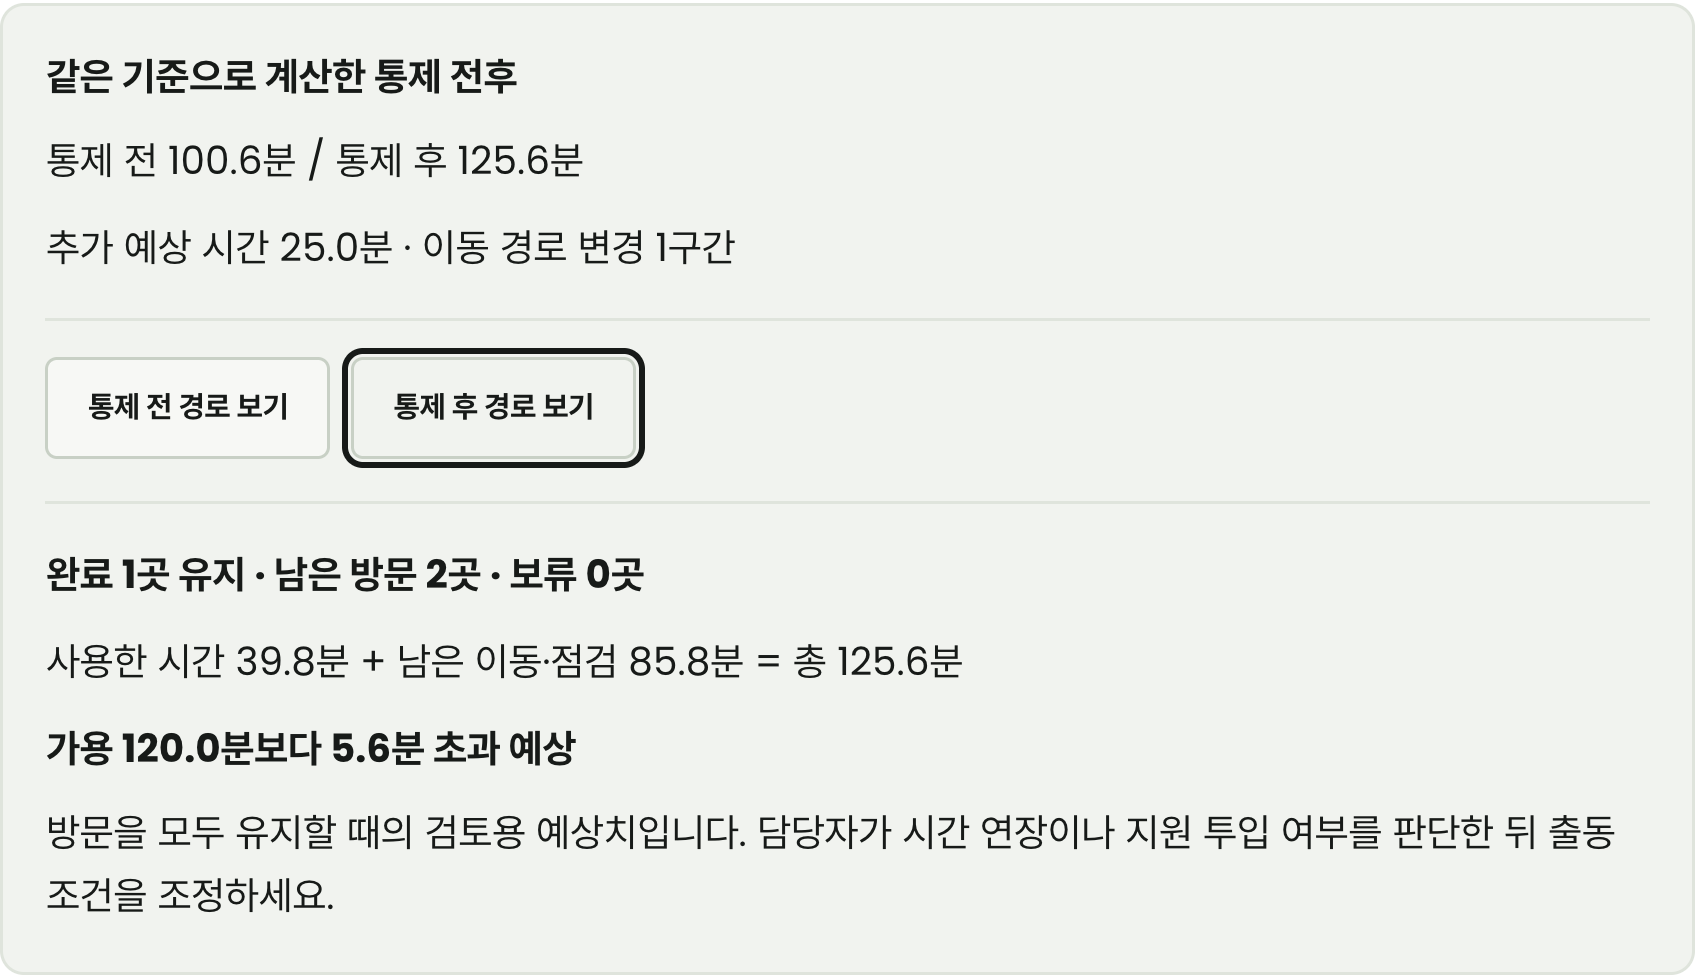 같은 기준으로 계산한 통제 전후
통제 전 100.6분 / 통제 후 125.6분
추가 예상 시간 25.0분 · 이동 경로 변경 1구간
통제 전 경로 보기
통제 후 경로 보기
완료 1곳 유지 · 남은 방문 2곳 · 보류 0곳
사용한 시간 39.8분 + 남은 이동·점검 85.8분 = 총 125.6분
가용 120.0분보다 5.6분 초과 예상
방문을 모두 유지할 때의 검토용 예상치입니다. 담당자가 시간 연장이나 지원 투입 여부를 판단한 뒤 출동
조건을 조정하세요.